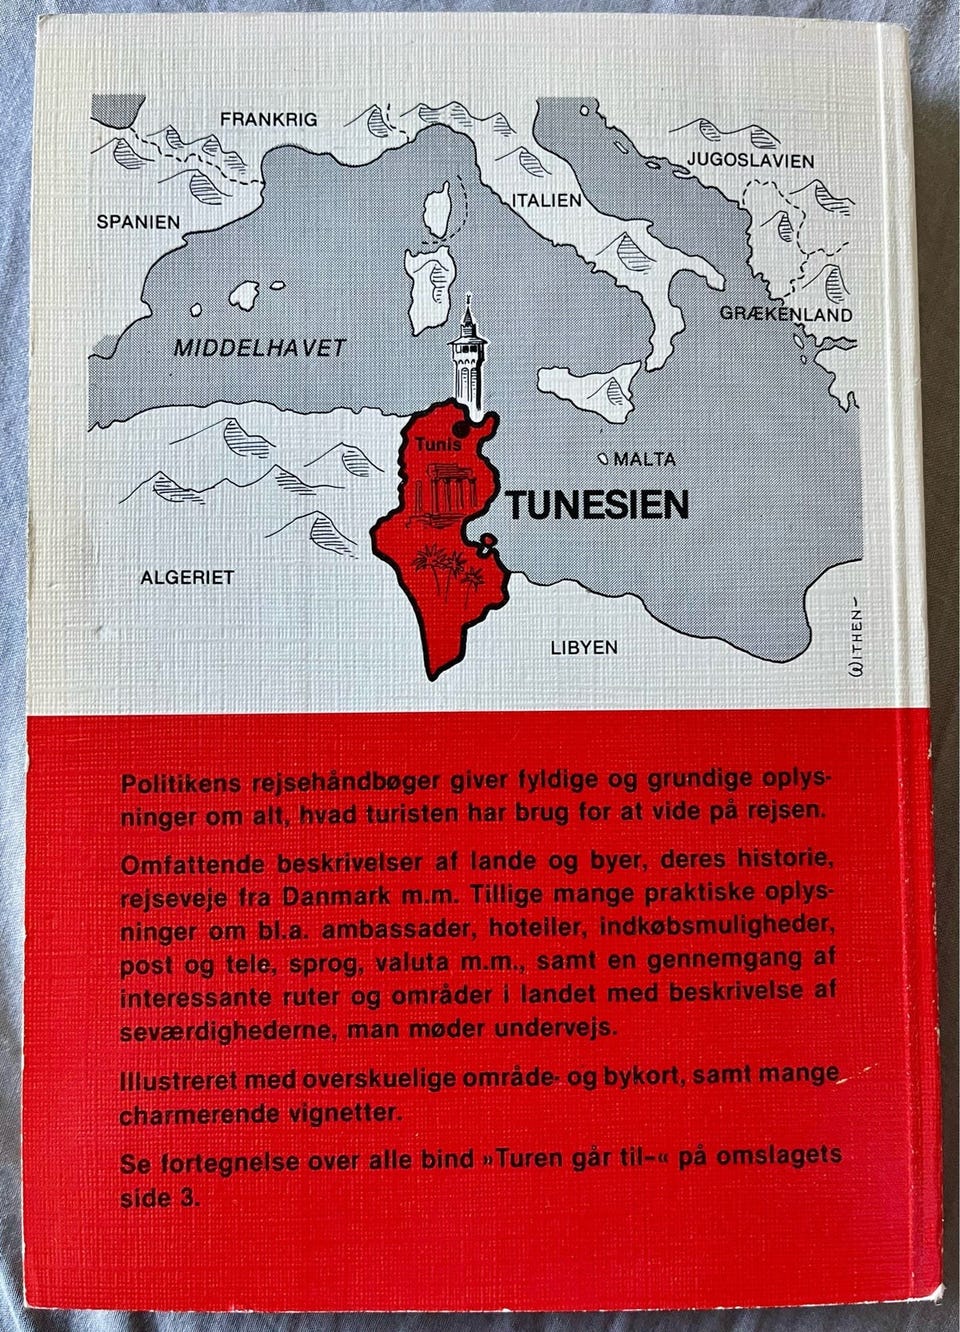 FRANKRIG
JUGOSLAVIEN
ITALIEN
SPANIEN
GRÆKENLAND
MIDDELHAVET
Tunis
MALTA
TUNESIEN
ALGERIET
LIBYEN
WITHEN-
Politikens rejsehåndbøger giver fyldige og grundige oplys-
ninger om alt, hvad turisten har brug for at vide på rejsen.
Omfattende beskrivelser af lande og byer, deres historie,
rejseveje fra Danmark m.m. Tillige mange praktiske oplys-
ninger om bl.a. ambassader, hoteller, indkøbsmuligheder,
post og tele, sprog, valuta m.m., samt en gennemgang af
interessante ruter og områder i landet med beskrivelse af
seværdighederne, man møder undervejs.
Illustreret med overskuelige område- og bykort, samt mange
charmerende vignetter.
Se fortegnelse over alle bind »Turen går til-« på omslagets
side 3.